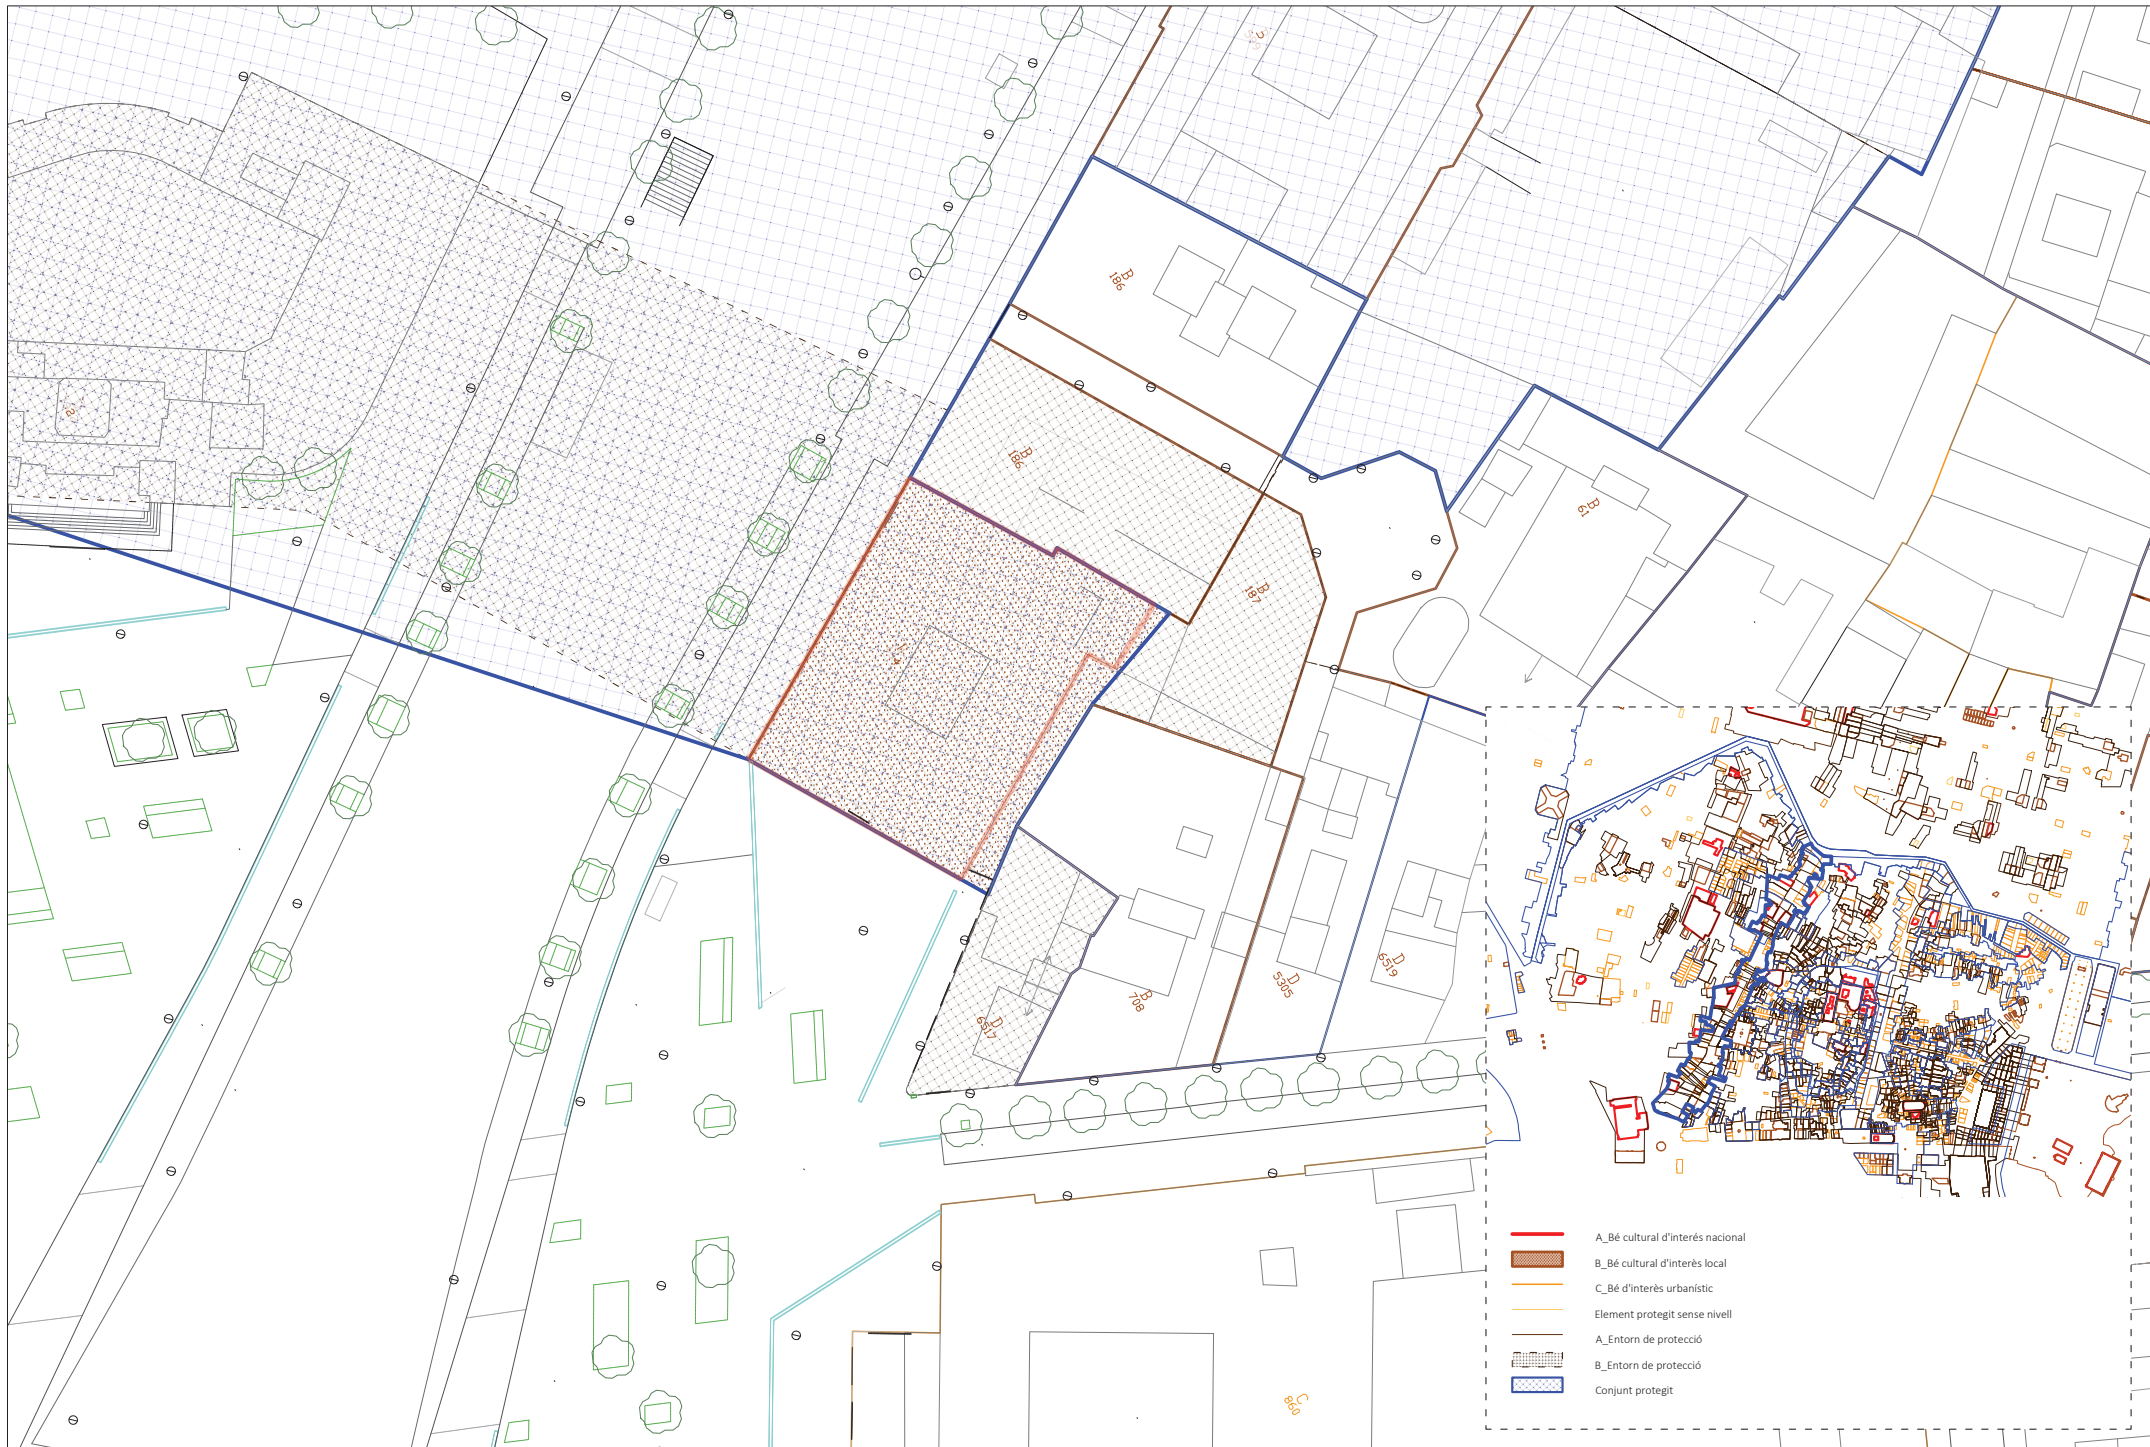 B
186
B
186
B
187
B
61
D
6519
D
5305
B
708
D
6517
C
860
A_Bé cultural d'interés nacional
B_Bé cultural d'interès local
C_Bé d'interès urbanístic
Element protegit sense nivell
A_Entorn de protecció
B_Entorn de protecció
Conjunt protegit